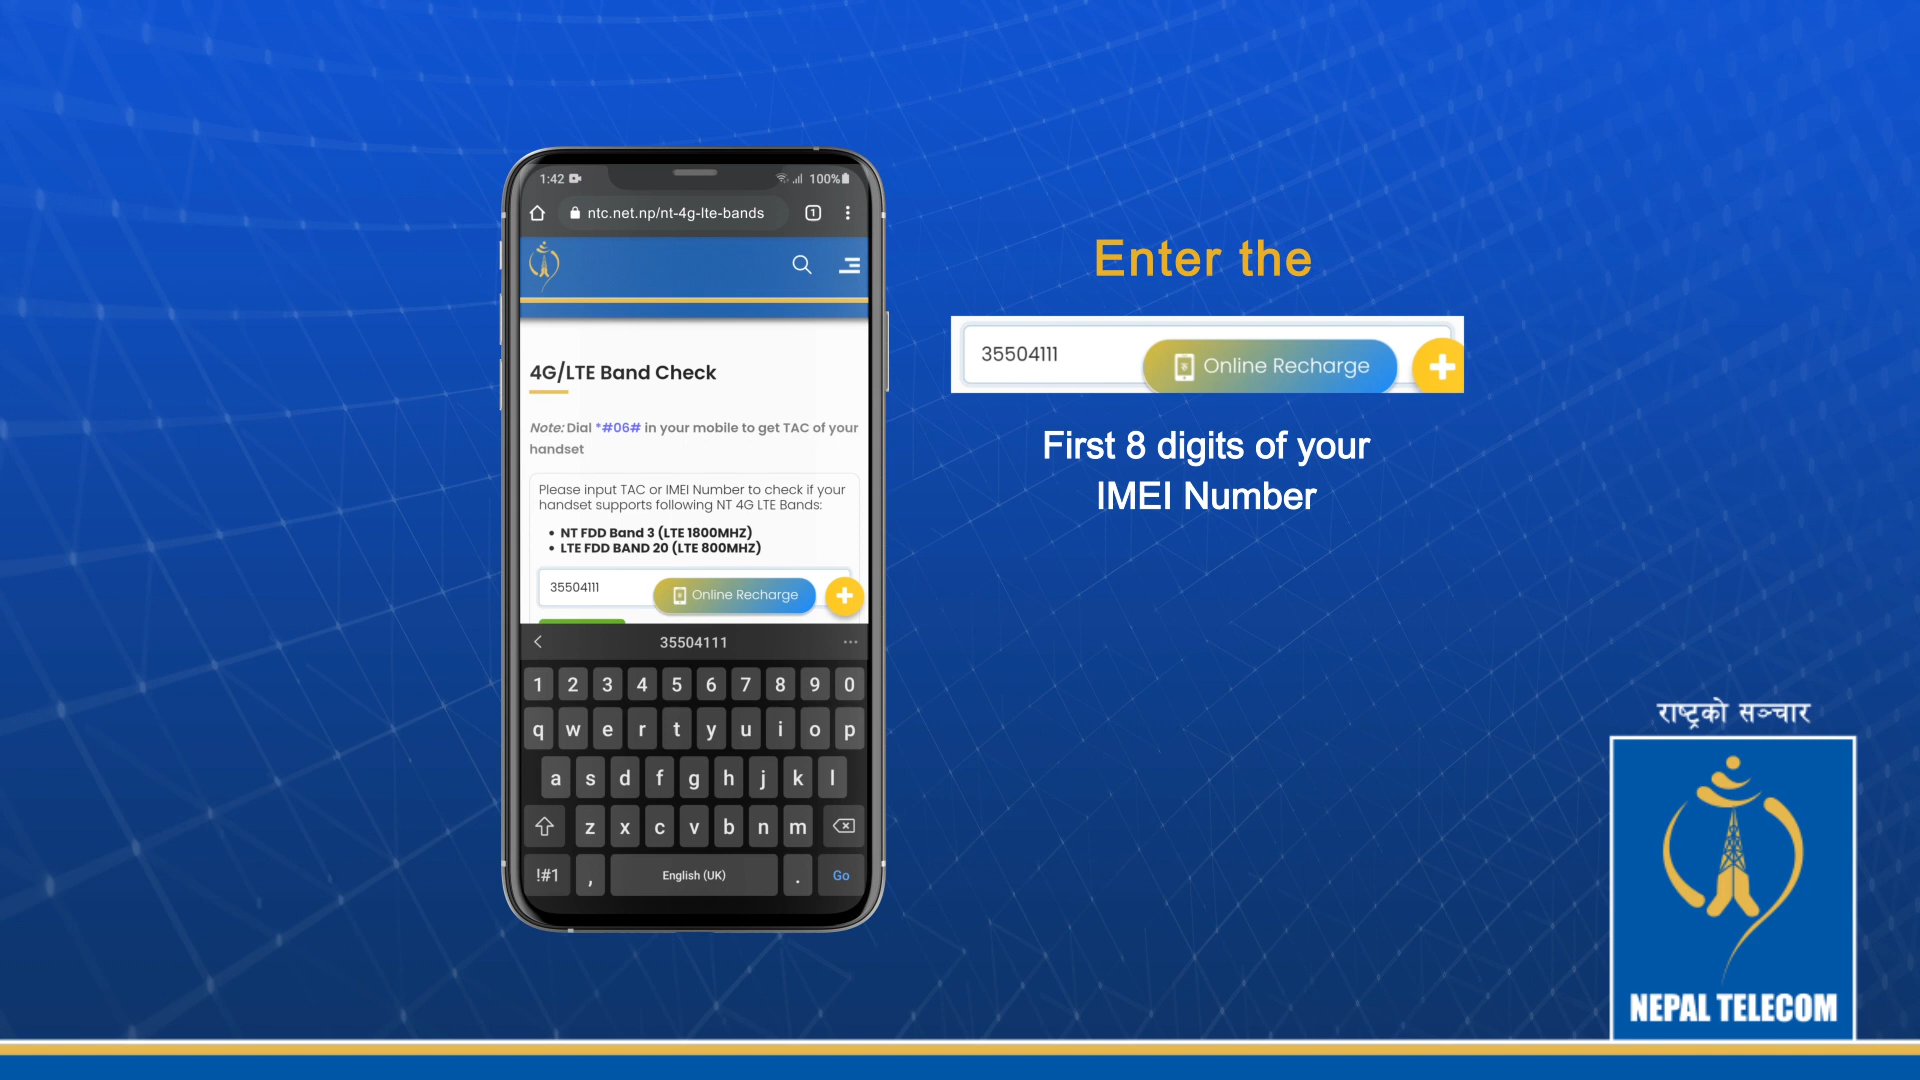 1:42
100%
ntc.net.np/nt-4g-lte-bands
1
4G/LTE Band Check
Note: Dial *#06# in your mobile to get TAC of your
handset
Please input TAC or IMEI Number to check if your
handset supports following NT 4G LTE Bands:
• NT FDD Band 3 (LTE 1800MHZ)
• LTE FDD BAND 20 (LTE 800MHZ)
35504111
Online Recharge
35504111
1 2 3 4 5 6 7 8 9 0
q w e r t y u i o p
a s d f g h j k l
z x c v b n m
!#1 , English (UK) . Go
Enter the
35504111
Online Recharge
First 8 digits of your
IMEI Number
राष्ट्रको सञ्चार
NEPAL TELECOM